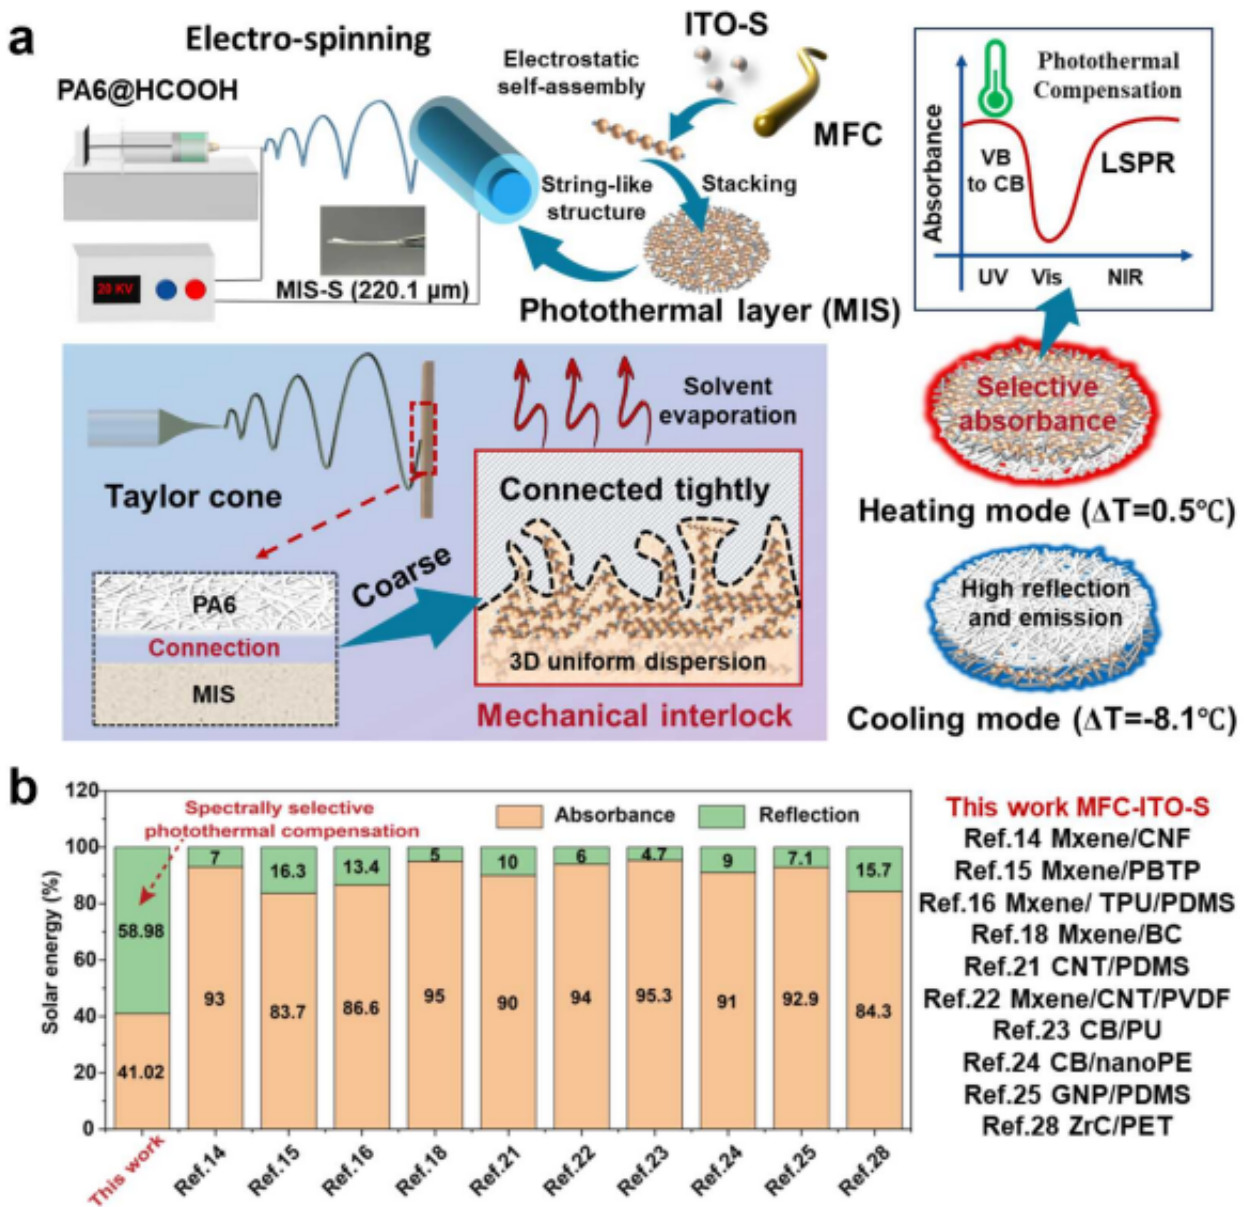 a
Electro-spinning
PA6@HCOOH
20 KV
MIS-S (220.1 µm)
ITO-S
Electrostatic
self-assembly
MFC
String-like
structure
Stacking
Photothermal layer (MIS)
Photothermal
Compensation
Absorbance
VB
to CB
LSPR
UV Vis NIR
Selective
absorbance
Heating mode (ΔT=0.5℃)
High reflection
and emission
Cooling mode (ΔT=-8.1℃)
Taylor cone
Solvent
evaporation
Coarse
PA6
Connection
MIS
Connected tightly
3D uniform dispersion
Mechanical interlock
b
Solar energy (%)
120
100
80
60
40
20
0
Spectrally selective
photothermal compensation
Absorbance Reflection
58.98 7 16.3 13.4 5 10 6 4.7 9 7.1 15.7
41.02 93 83.7 86.6 95 90 94 95.3 91 92.9 84.3
This work Ref.14 Ref.15 Ref.16 Ref.18 Ref.21 Ref.22 Ref.23 Ref.24 Ref.25 Ref.28
This work MFC-ITO-S
Ref.14 Mxene/CNF
Ref.15 Mxene/PBTP
Ref.16 Mxene/ TPU/PDMS
Ref.18 Mxene/BC
Ref.21 CNT/PDMS
Ref.22 Mxene/CNT/PVDF
Ref.23 CB/PU
Ref.24 CB/nanoPE
Ref.25 GNP/PDMS
Ref.28 ZrC/PET